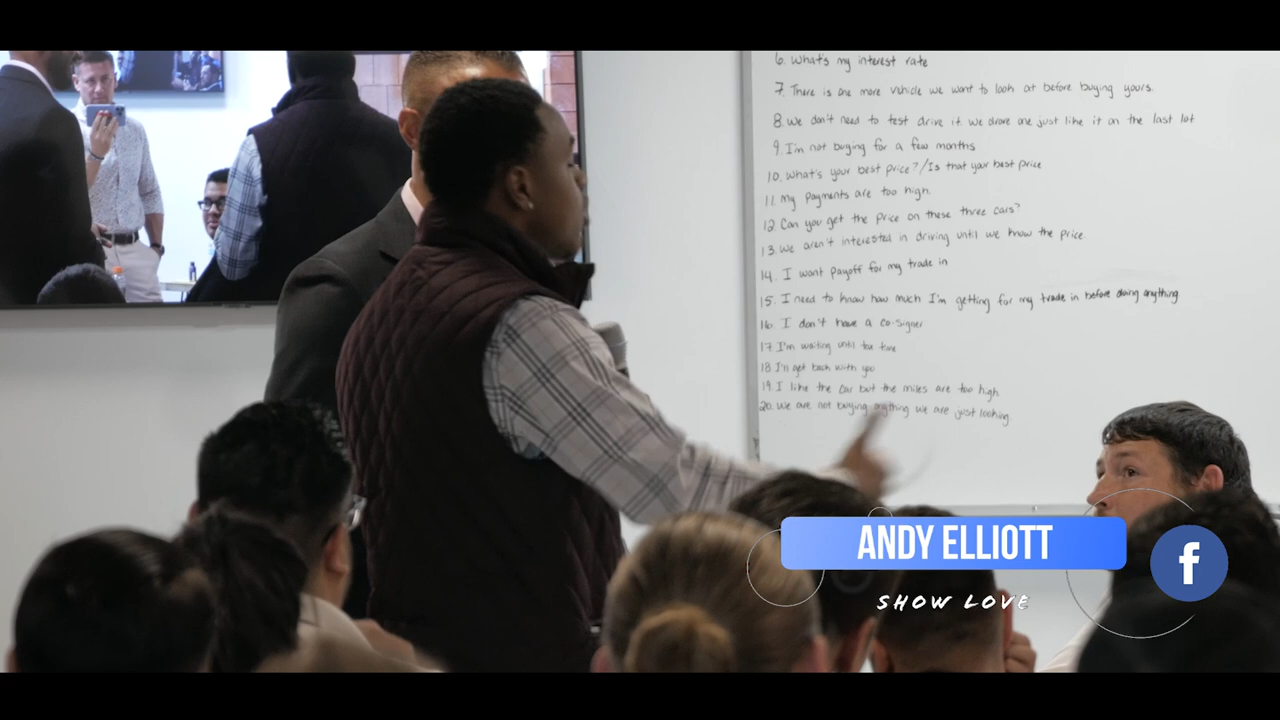 6. What's my interest rate
7. There is one more vehicle we want to look at before buying yours.
8. We don't need to test drive it. We drove one just like it on the last lot
9. I'm not buying for a few months
10. What's your best price? / Is that your best price
11. My payments are too high.
12. Can you get the price on these three cars?
13. We aren't interested in driving until we know the price.
14. I want payoff for my trade in
15. I need to know how much I'm getting for my trade in before doing anything
16. I don't have a co-signer
17. I'm waiting until tax time
18. I'll get back with you
19. I like the car but the miles are too high
20. We are not buying anything we are just looking.
ANDY ELLIOTT
f
SHOW LOVE